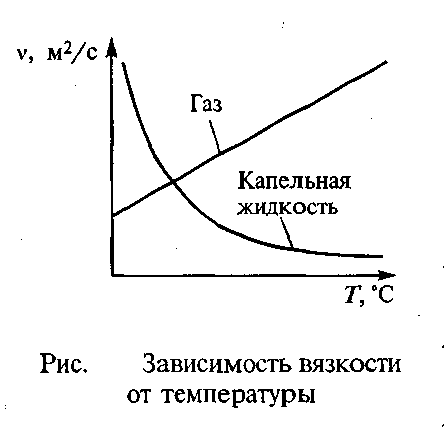 ν, м²/с
Газ
Капельная
жидкость
T, °C
Рис. Зависимость вязкости
от температуры